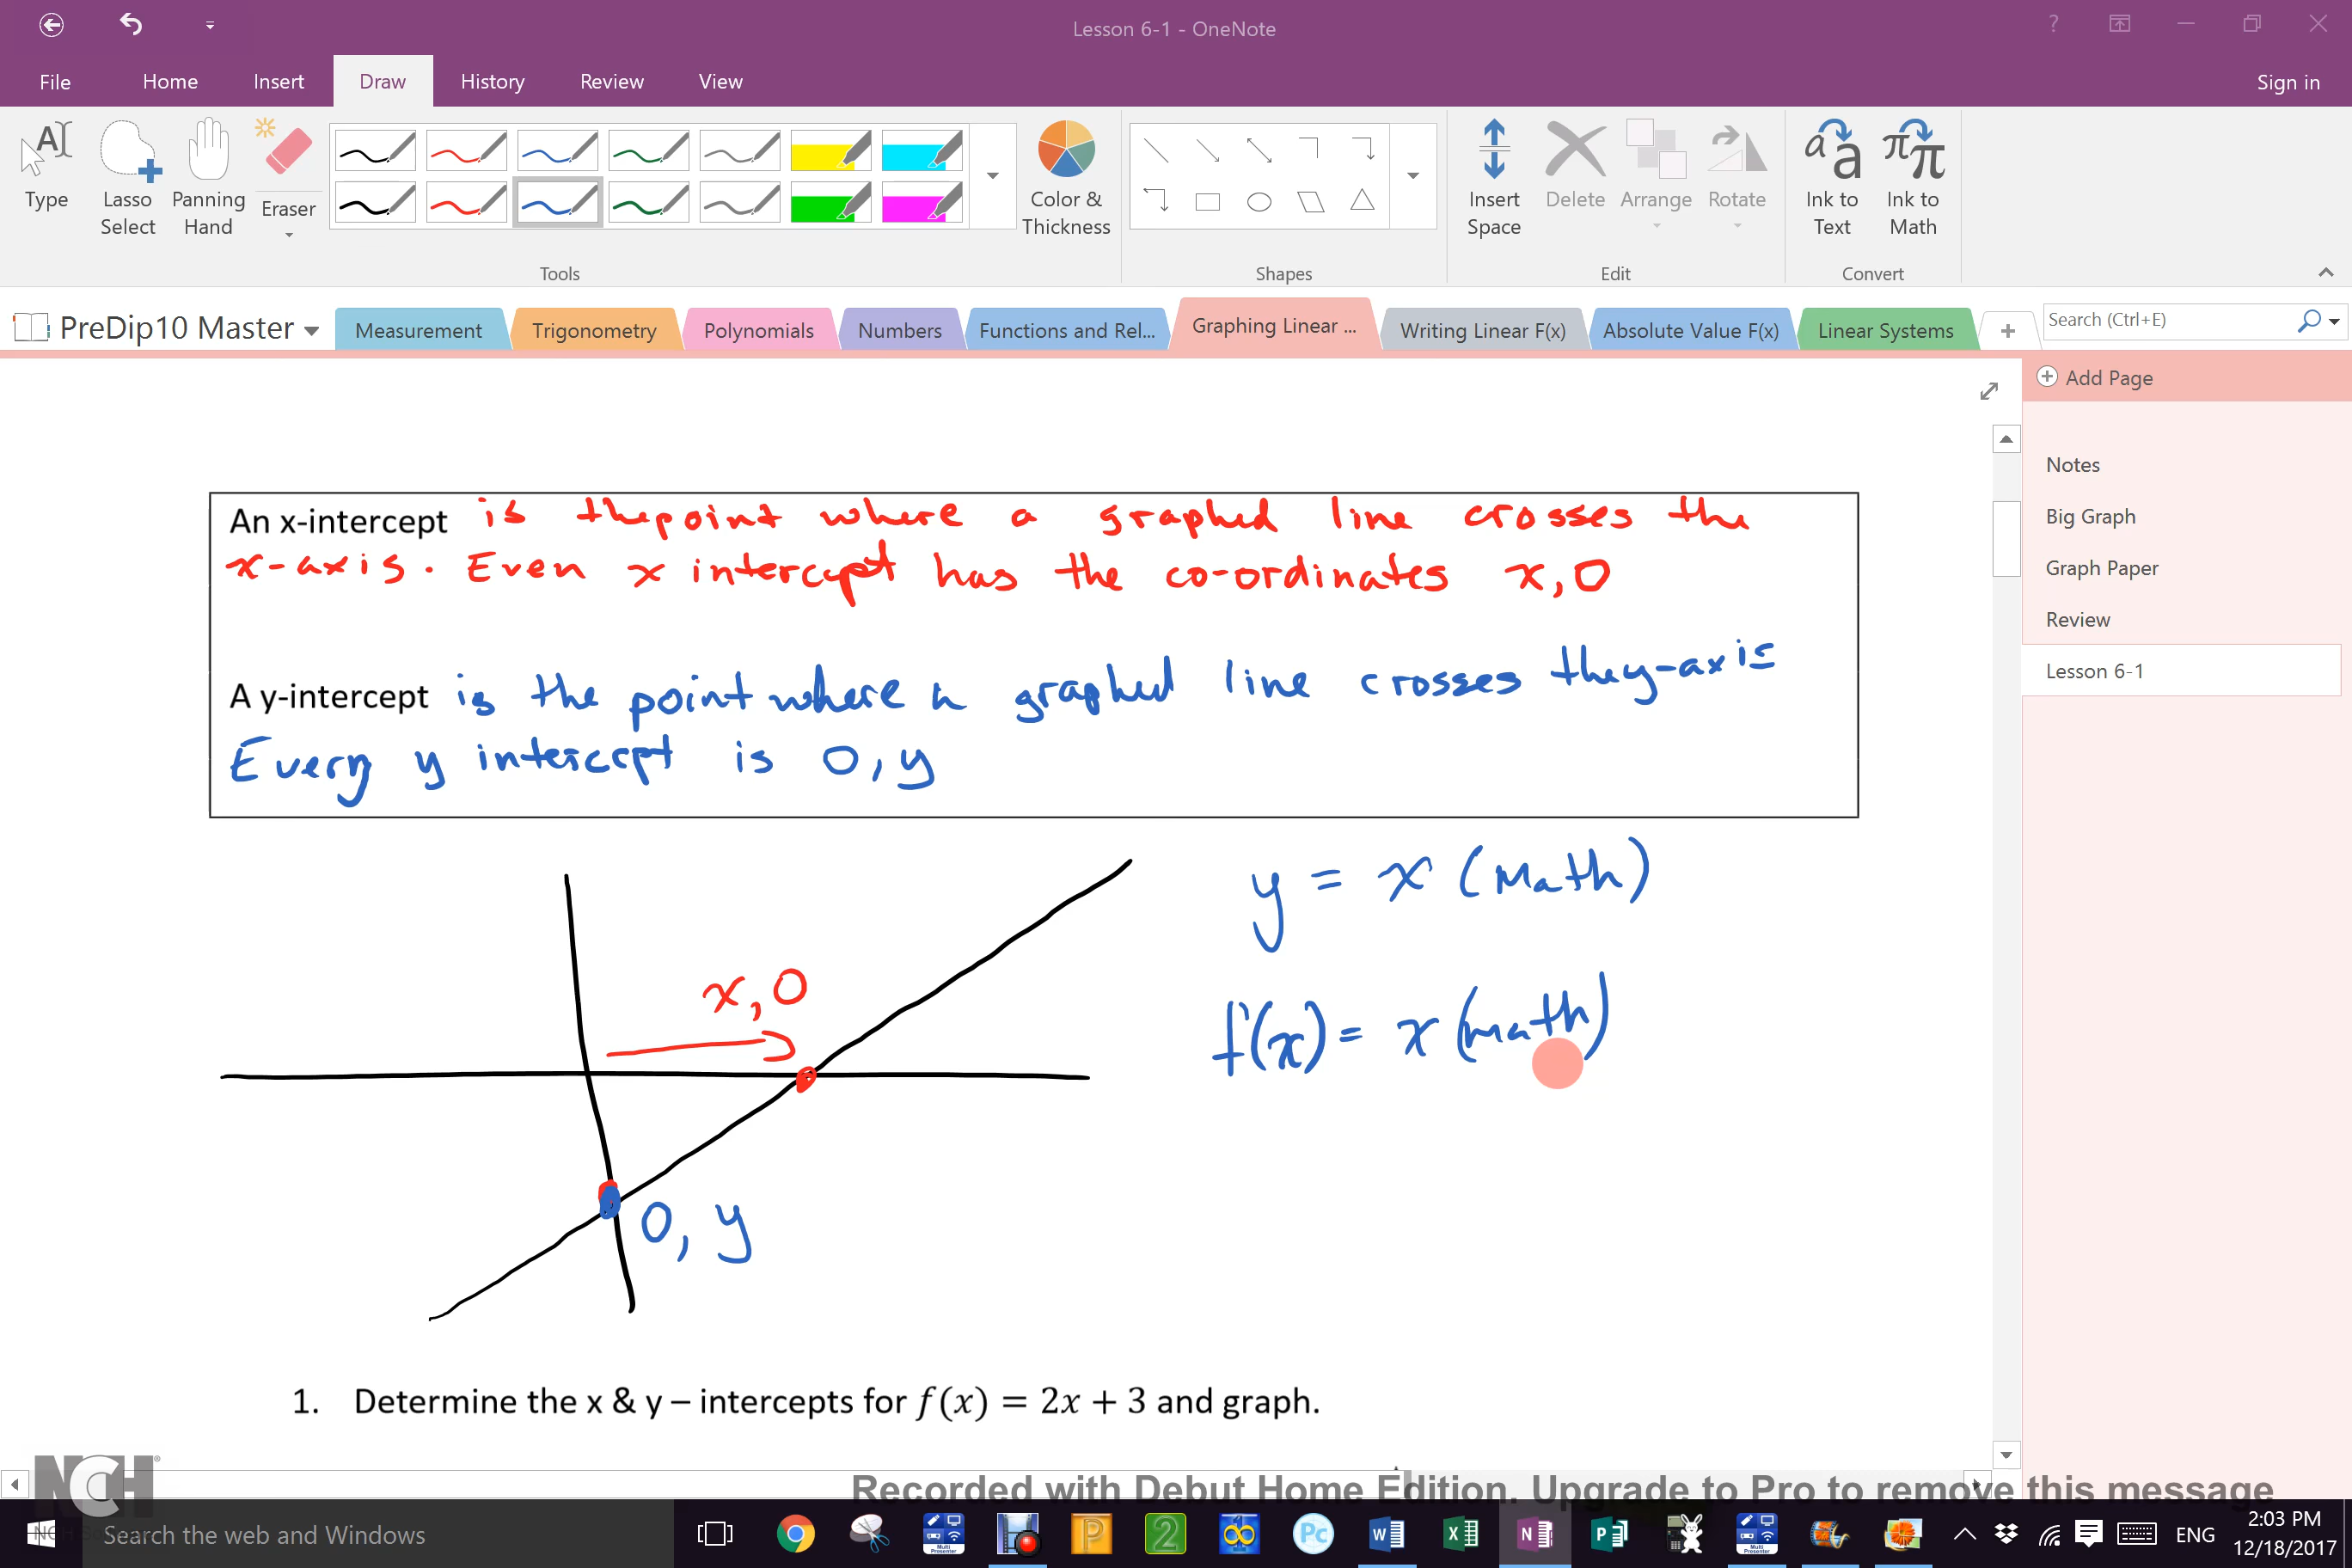 Lesson 6-1 - OneNote
File Home Insert Draw History Review View Sign in
Type Lasso Select Panning Hand Eraser Color & Thickness Insert Space Delete Arrange Rotate Ink to Text Ink to Math
Tools Shapes Edit Convert
PreDip10 Master Measurement Trigonometry Polynomials Numbers Functions and Rel... Graphing Linear ... Writing Linear F(x) Absolute Value F(x) Linear Systems Search (Ctrl+E)
Add Page
Notes
Big Graph
Graph Paper
Review
Lesson 6-1
An x-intercept is the point where a graphed line crosses the
x-axis. Even x intercept has the co-ordinates x, 0
A y-intercept is the point where a graphed line crosses the y-axis
Every y intercept is 0, y
y = x (Math)
x, 0
f(x) = x (math)
0, y
1. Determine the x & y – intercepts for f(x) = 2x + 3 and graph.
NCH
Recorded with Debut Home Edition. Upgrade to Pro to remove this message
Search the web and Windows
ENG
2:03 PM
12/18/2017